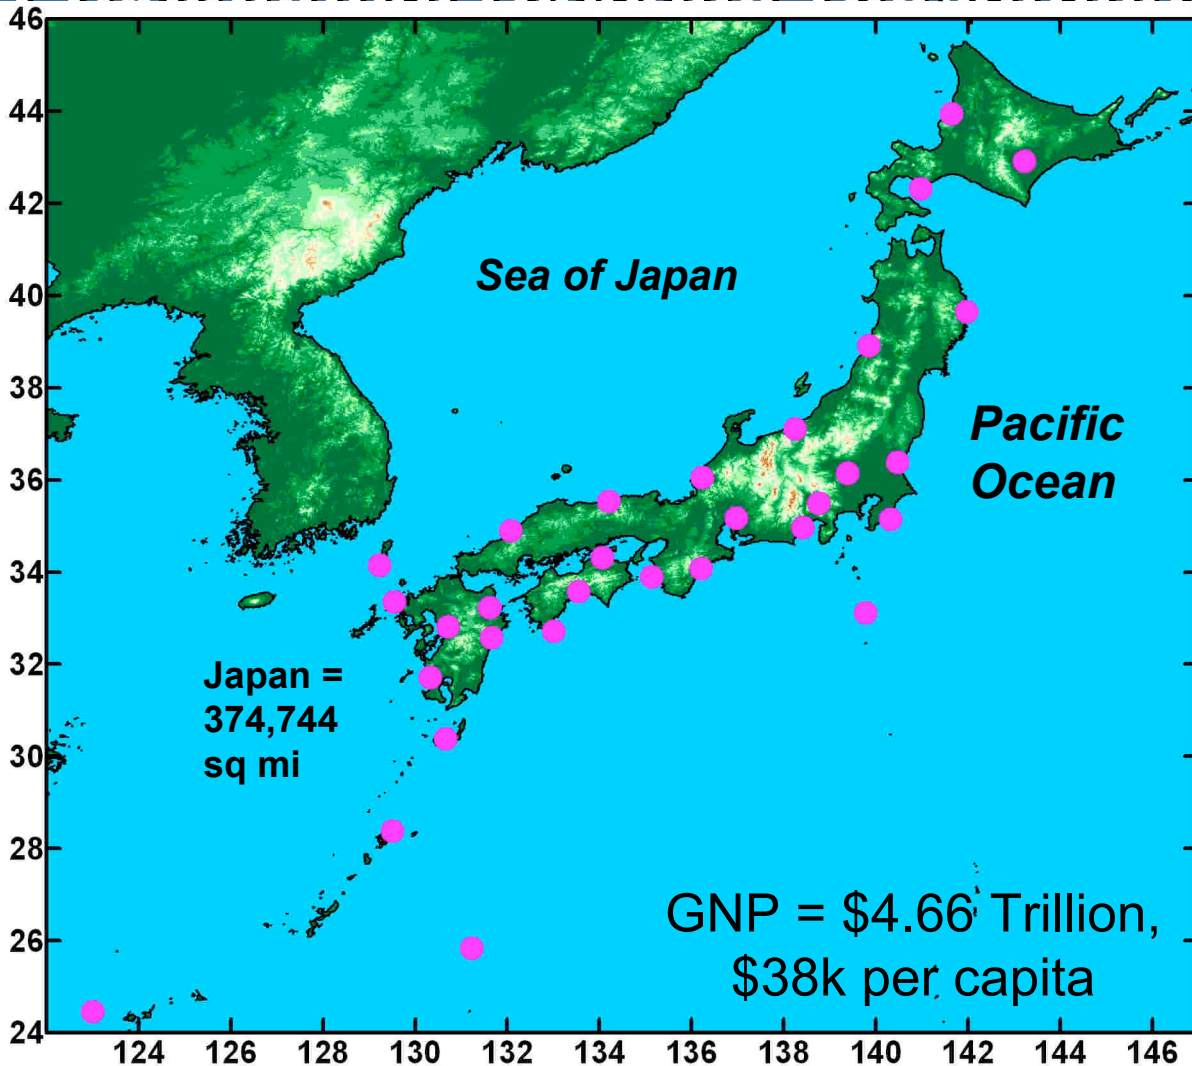 46
44
42
40
38
36
34
32
30
28
26
24
Sea of Japan
Pacific
Ocean
Japan =
374,744
sq mi
GNP = $4.66 Trillion,
$38k per capita
124 126 128 130 132 134 136 138 140 142 144 146